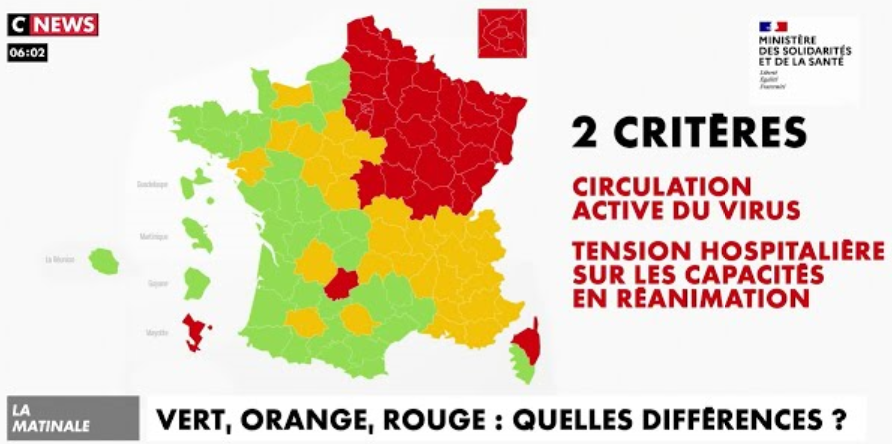 C NEWS
06:02
MINISTÈRE
DES SOLIDARITÉS
ET DE LA SANTÉ
Liberté
Égalité
Fraternité
2 CRITÈRES
CIRCULATION
ACTIVE DU VIRUS
TENSION HOSPITALIÈRE
SUR LES CAPACITÉS
EN RÉANIMATION
Guadeloupe
Martinique
La Réunion
Guyane
Mayotte
LA
MATINALE
VERT, ORANGE, ROUGE : QUELLES DIFFÉRENCES ?